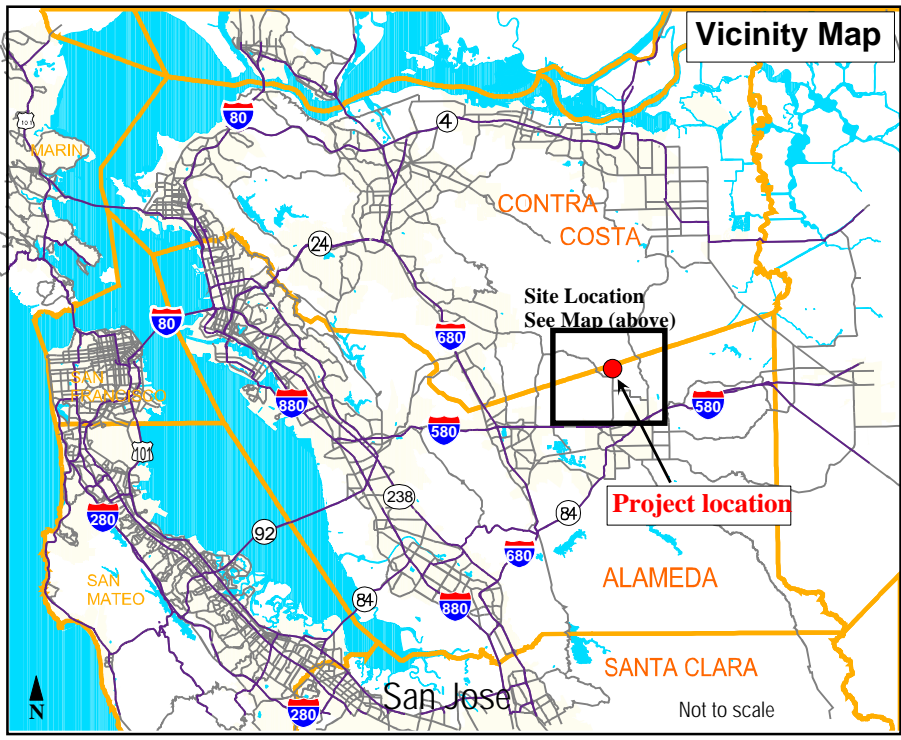 Vicinity Map
101
80
4
MARIN
CONTRA
COSTA
24
Site Location
See Map (above)
80
680
SAN
FRANCISCO
880
580
580
101
238
Project location
280
84
92
680
SAN
MATEO
ALAMEDA
84
880
SANTA CLARA
San Jose
Not to scale
N
280